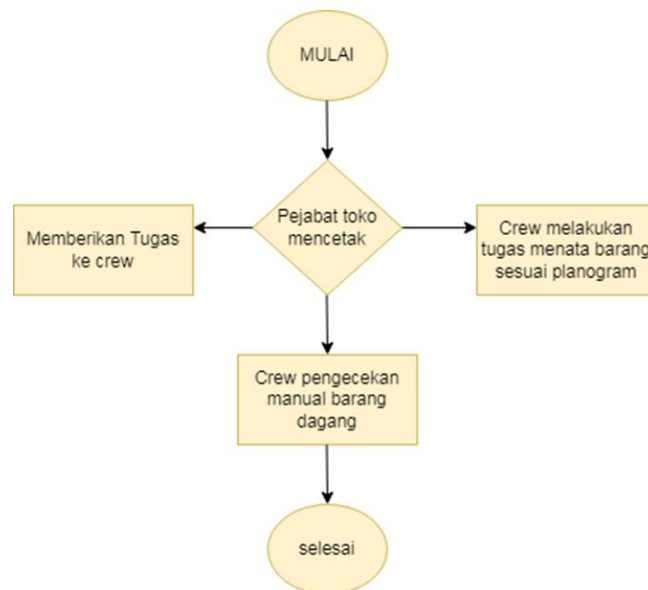 MULAI
Pejabat toko
mencetak
Memberikan Tugas
ke crew
Crew melakukan
tugas menata barang
sesuai planogram
Crew pengecekan
manual barang
dagang
selesai